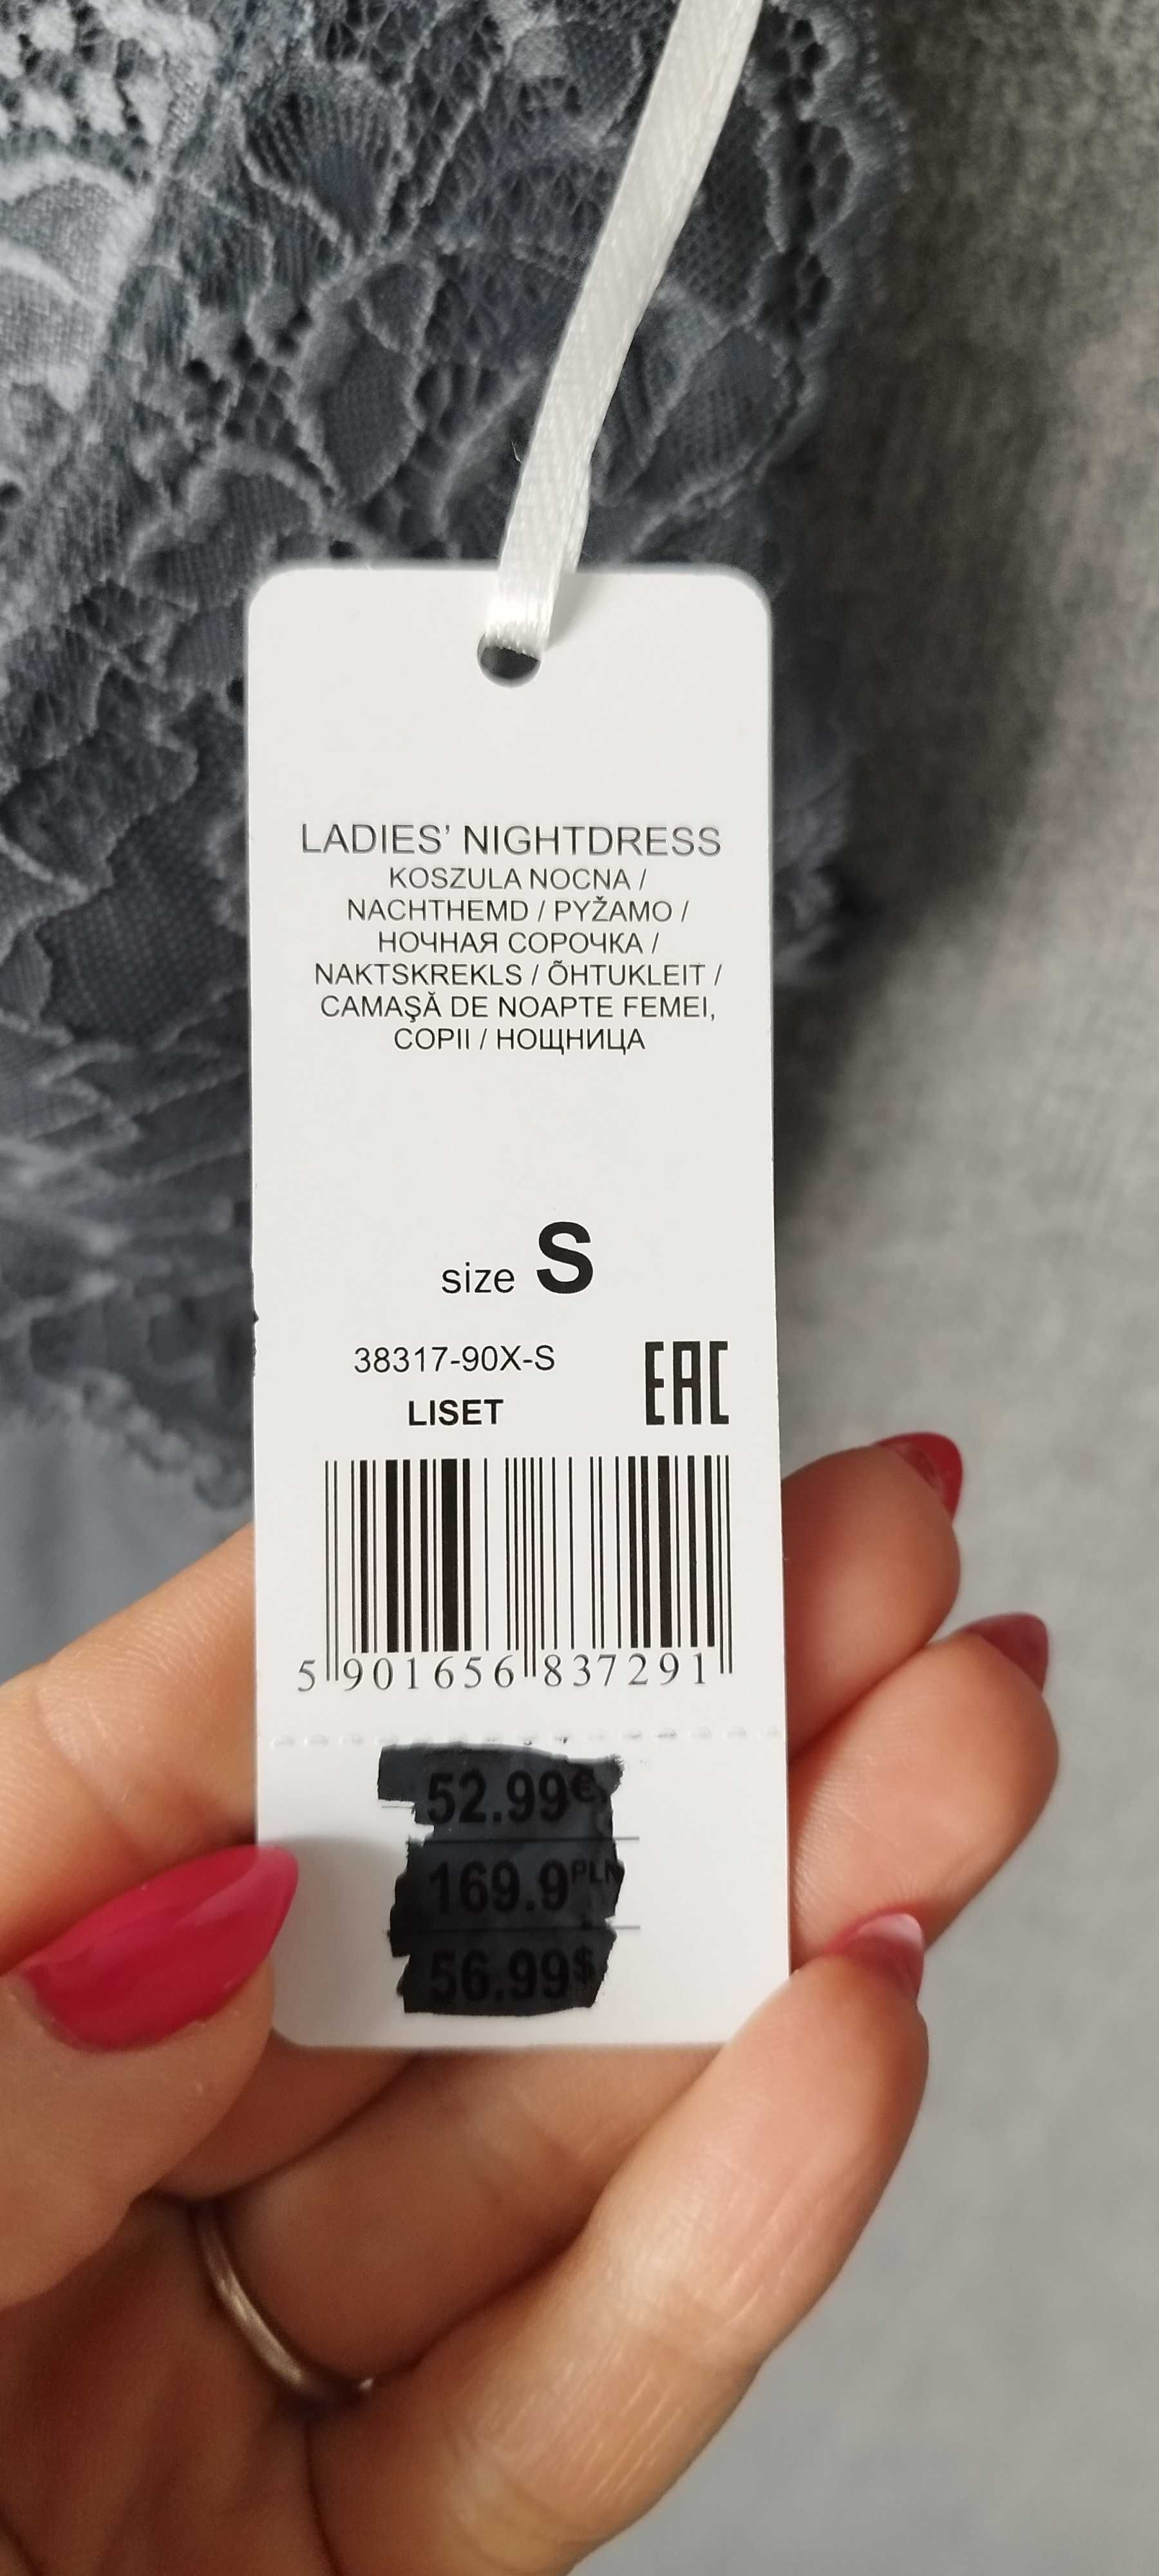 LADIES’ NIGHTDRESS
KOSZULA NOCNA /
NACHTHEMD / PYŽAMO /
НОЧНАЯ СОРОЧКА /
NAKTSKREKLS / ÕHTUKLEIT /
CAMAŞĂ DE NOAPTE FEMEI,
COPII / НОЩНИЦА
size S
38317-90X-S
EAC
LISET
5 901656 837291
52.99€
169.9PLN
56.99$